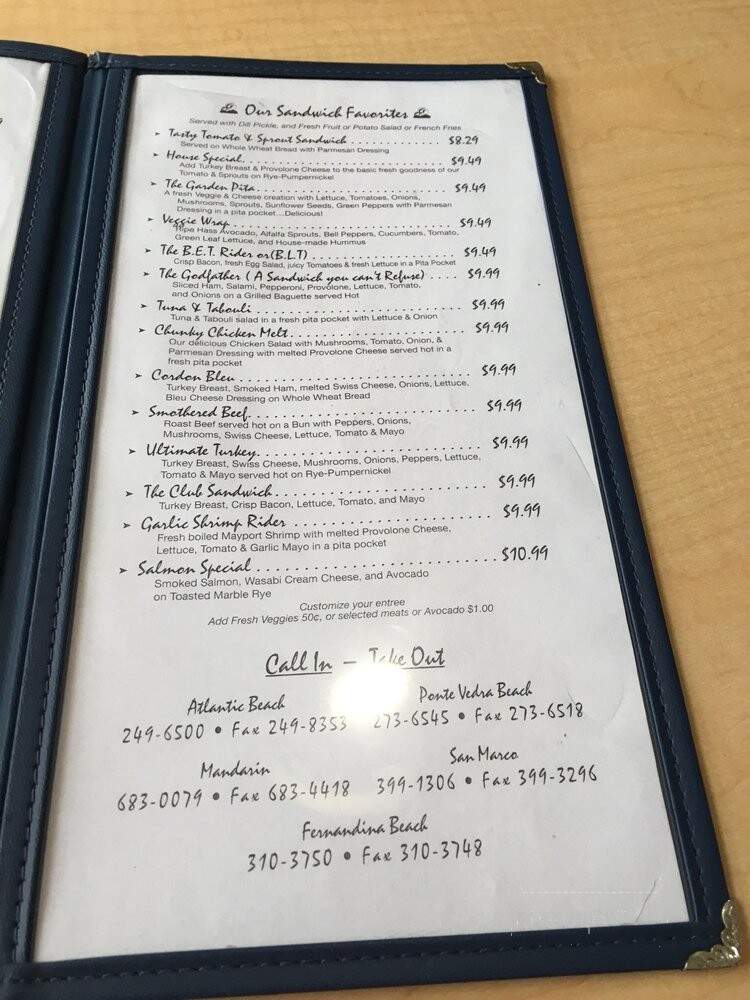 Our Sandwich Favorites
Served with Dill Pickle, and Fresh Fruit or Potato Salad or French Fries
➤ Tasty Tomato & Sprout Sandwich . . . . . . . . . . . . $8.29
Served on Whole Wheat Bread with Parmesan Dressing
➤ House Special. . . . . . . . . . . . . . . . . . . . . . . . . . . $9.49
Add Turkey Breast & Provolone Cheese to the basic fresh goodness of our
Tomato & Sprouts on Rye-Pumpernickel
➤ The Garden Pita. . . . . . . . . . . . . . . . . . . . . . . . . $9.49
A fresh Veggie & Cheese creation with Lettuce, Tomatoes, Onions,
Mushrooms, Sprouts, Sunflower Seeds, Green Peppers with Parmesan
Dressing in a pita pocket....Delicious!
➤ Veggie Wrap . . . . . . . . . . . . . . . . . . . . . . . . . . . . $9.49
Ripe Hass Avocado, Alfalfa Sprouts, Bell Peppers, Cucumbers, Tomato,
Green Leaf Lettuce, and House-made Hummus
➤ The B.E.T. Rider or(B.L.T) . . . . . . . . . . . . . . . . . . $9.49
Crisp Bacon, fresh Egg Salad, juicy Tomatoes & fresh Lettuce in a Pita Pocket
➤ The Godfather ( A Sandwich you can't Refuse) . . . . $9.99
Sliced Ham, Salami, Pepperoni, Provolone, Lettuce, Tomato,
and Onions on a Grilled Baguette served Hot
➤ Tuna & Tabouli . . . . . . . . . . . . . . . . . . . . . . . . . . $9.99
Tuna & Tabouli salad in a fresh pita pocket with Lettuce & Onion
➤ Chunky Chicken Melt. . . . . . . . . . . . . . . . . . . . . . $9.99
Our delicious Chicken Salad with Mushrooms, Tomato, Onion, &
Parmesan Dressing with melted Provolone Cheese served hot in a
fresh pita pocket
➤ Cordon Bleu . . . . . . . . . . . . . . . . . . . . . . . . . . . . $9.99
Turkey Breast, Smoked Ham, melted Swiss Cheese, Onions, Lettuce,
Bleu Cheese Dressing on Whole Wheat Bread
➤ Smothered Beef. . . . . . . . . . . . . . . . . . . . . . . . . . $9.99
Roast Beef served hot on a Bun with Peppers, Onions,
Mushrooms, Swiss Cheese, Lettuce, Tomato & Mayo
➤ Ultimate Turkey. . . . . . . . . . . . . . . . . . . . . . . . . . $9.99
Turkey Breast, Swiss Cheese, Mushrooms, Onions, Peppers, Lettuce,
Tomato & Mayo served hot on Rye-Pumpernickel
➤ The Club Sandwich. . . . . . . . . . . . . . . . . . . . . . . $9.99
Turkey Breast, Crisp Bacon, Lettuce, Tomato, and Mayo
➤ Garlic Shrimp Rider . . . . . . . . . . . . . . . . . . . . . . $9.99
Fresh boiled Mayport Shrimp with melted Provolone Cheese,
Lettuce, Tomato & Garlic Mayo in a pita pocket
➤ Salmon Special . . . . . . . . . . . . . . . . . . . . . . . . . $10.99
Smoked Salmon, Wasabi Cream Cheese, and Avocado
on Toasted Marble Rye
Customize your entree
Add Fresh Veggies 50¢, or selected meats or Avocado $1.00
Call In – Take Out
Atlantic Beach
249-6500 • Fax 249-8353
Ponte Vedra Beach
273-6545 • Fax 273-6518
Mandarin
683-0079 • Fax 683-4418
San Marco
399-1306 • Fax 399-3296
Fernandina Beach
310-3750 • Fax 310-3748